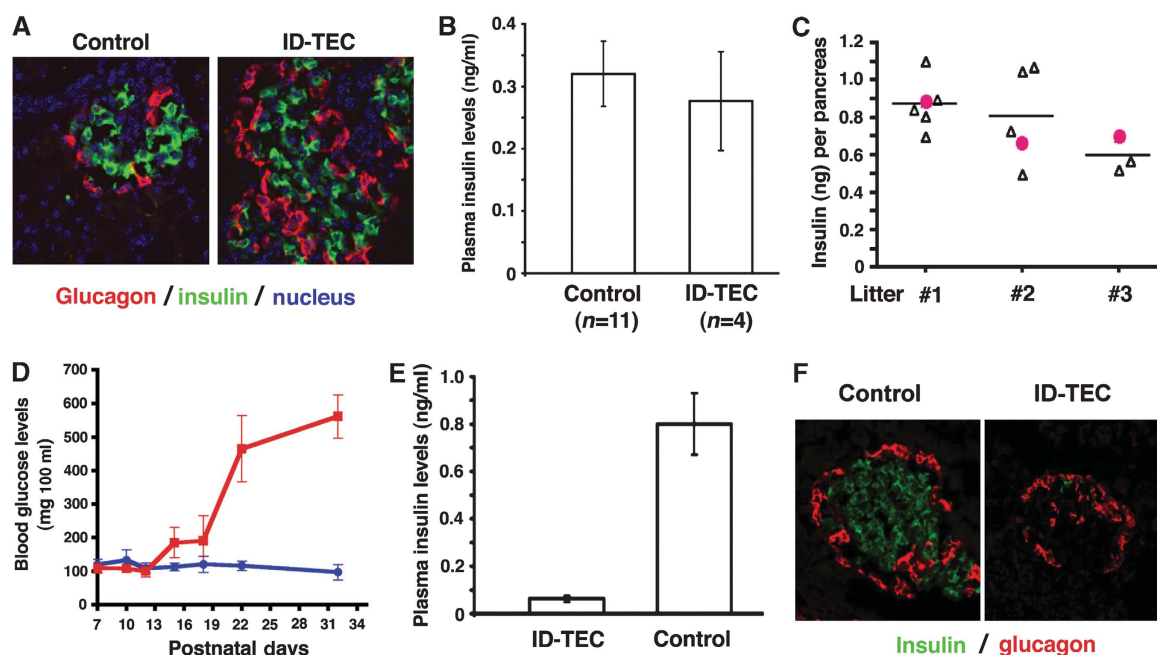 A
Control
ID-TEC
Glucagon / insulin / nucleus
B
Plasma insulin levels (ng/ml)
0.4
0.3
0.2
0.1
0
Control
(n=11)
ID-TEC
(n=4)
C
Insulin (ng) per pancreas
1.2
1.0
0.8
0.6
0.4
0.2
0
Litter #1 #2 #3
D
Blood glucose levels
(mg 100 ml)
700
600
500
400
300
200
100
0
7 10 13 16 19 22 25 28 31 34
Postnatal days
E
Plasma insulin levels (ng/ml)
1.0
0.8
0.6
0.4
0.2
0
ID-TEC
Control
F
Control
ID-TEC
Insulin / glucagon